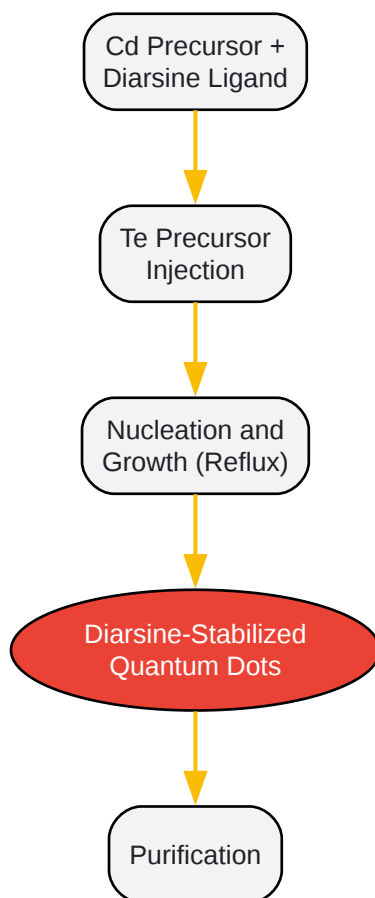 Cd Precursor +
Diarsine Ligand
Te Precursor
Injection
Nucleation and
Growth (Reflux)
Diarsine-Stabilized
Quantum Dots
Purification